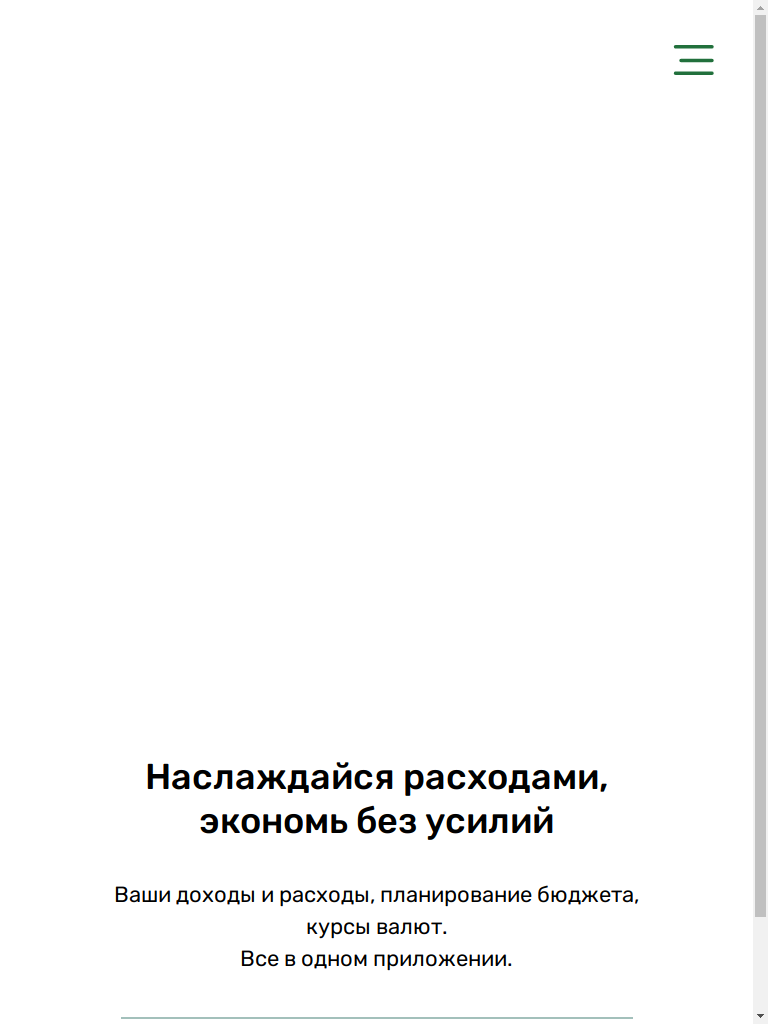 Наслаждайся расходами,
экономь без усилий
Ваши доходы и расходы, планирование бюджета,
курсы валют.
Все в одном приложении.